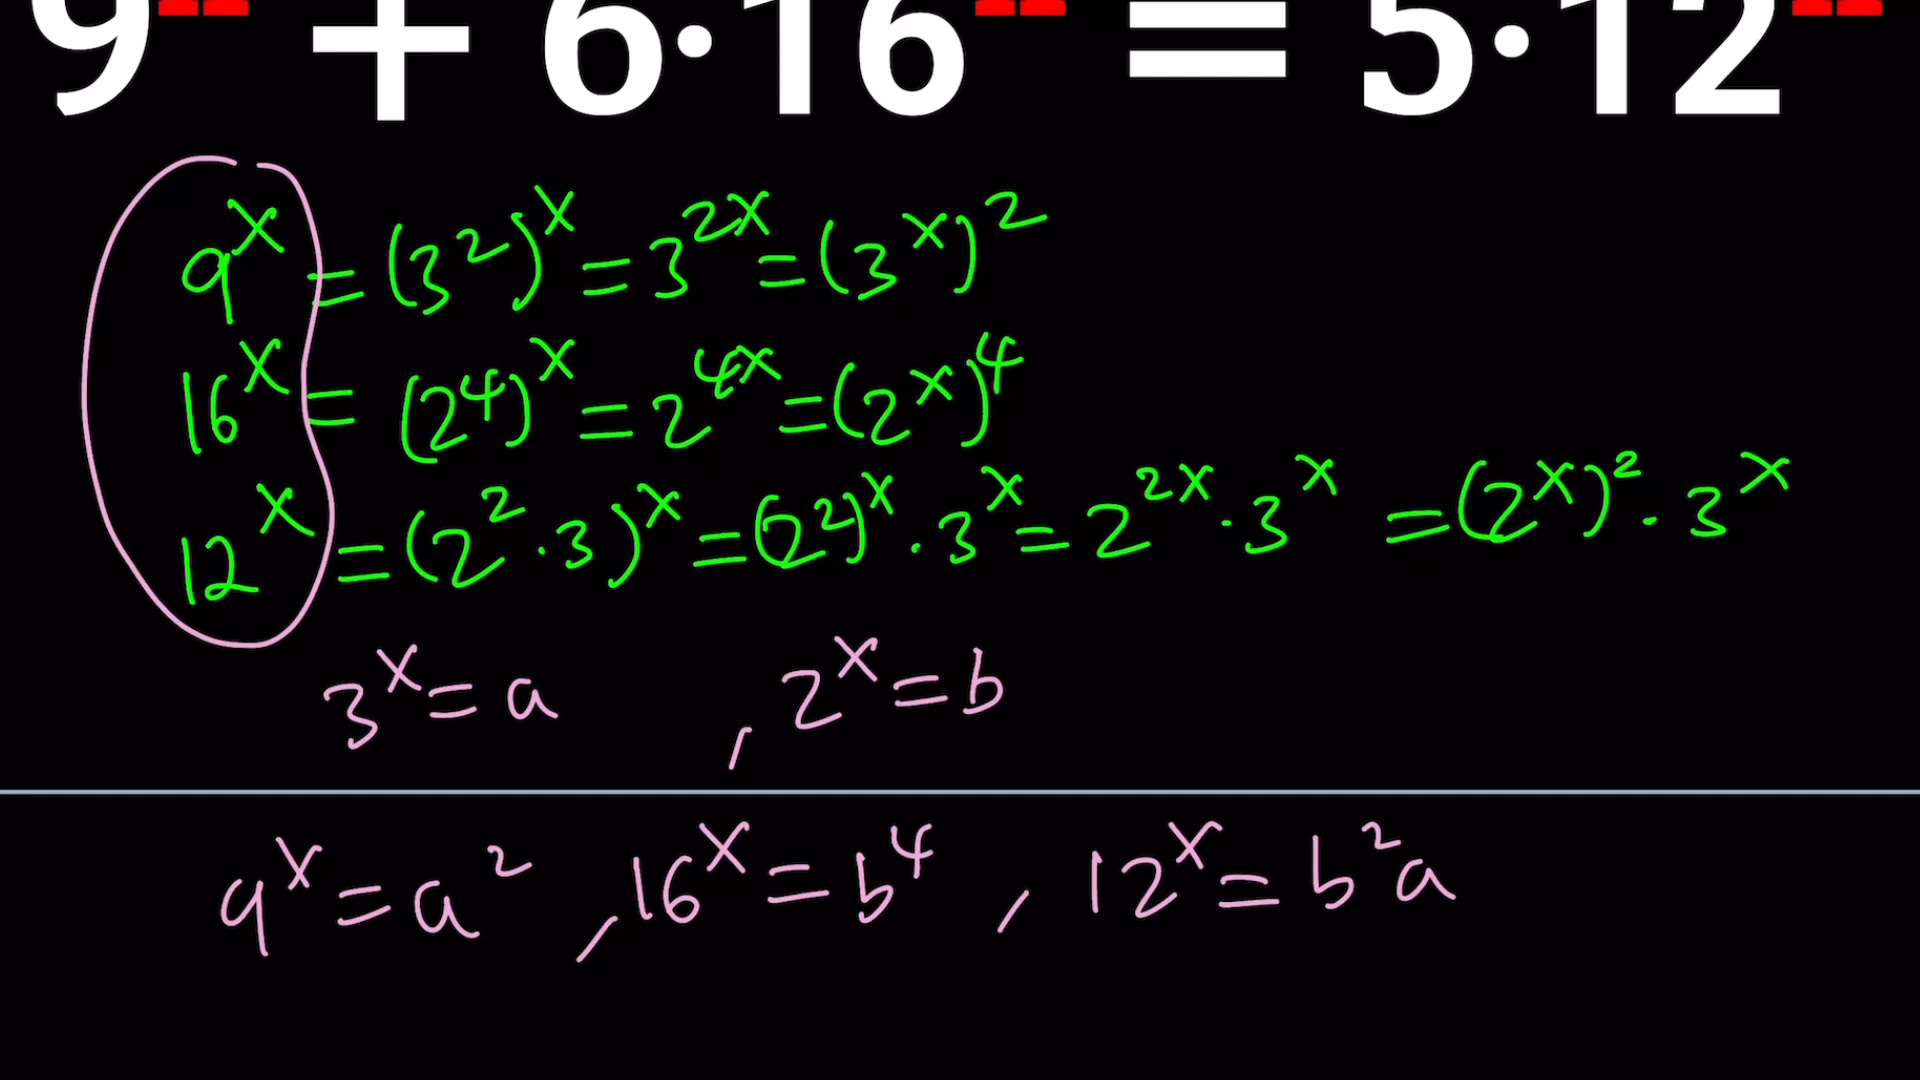 9 + 6·16 = 5·12
9^x = (3^2)^x = 3^{2x} = (3^x)^2
16^x = (2^4)^x = 2^{4x} = (2^x)^4
12^x = (2^2·3)^x = (2^2)^x·3^x = 2^{2x}·3^x = (2^x)^2·3^x
3^x = a , 2^x = b
9^x = a^2 , 16^x = b^4 , 12^x = b^2a